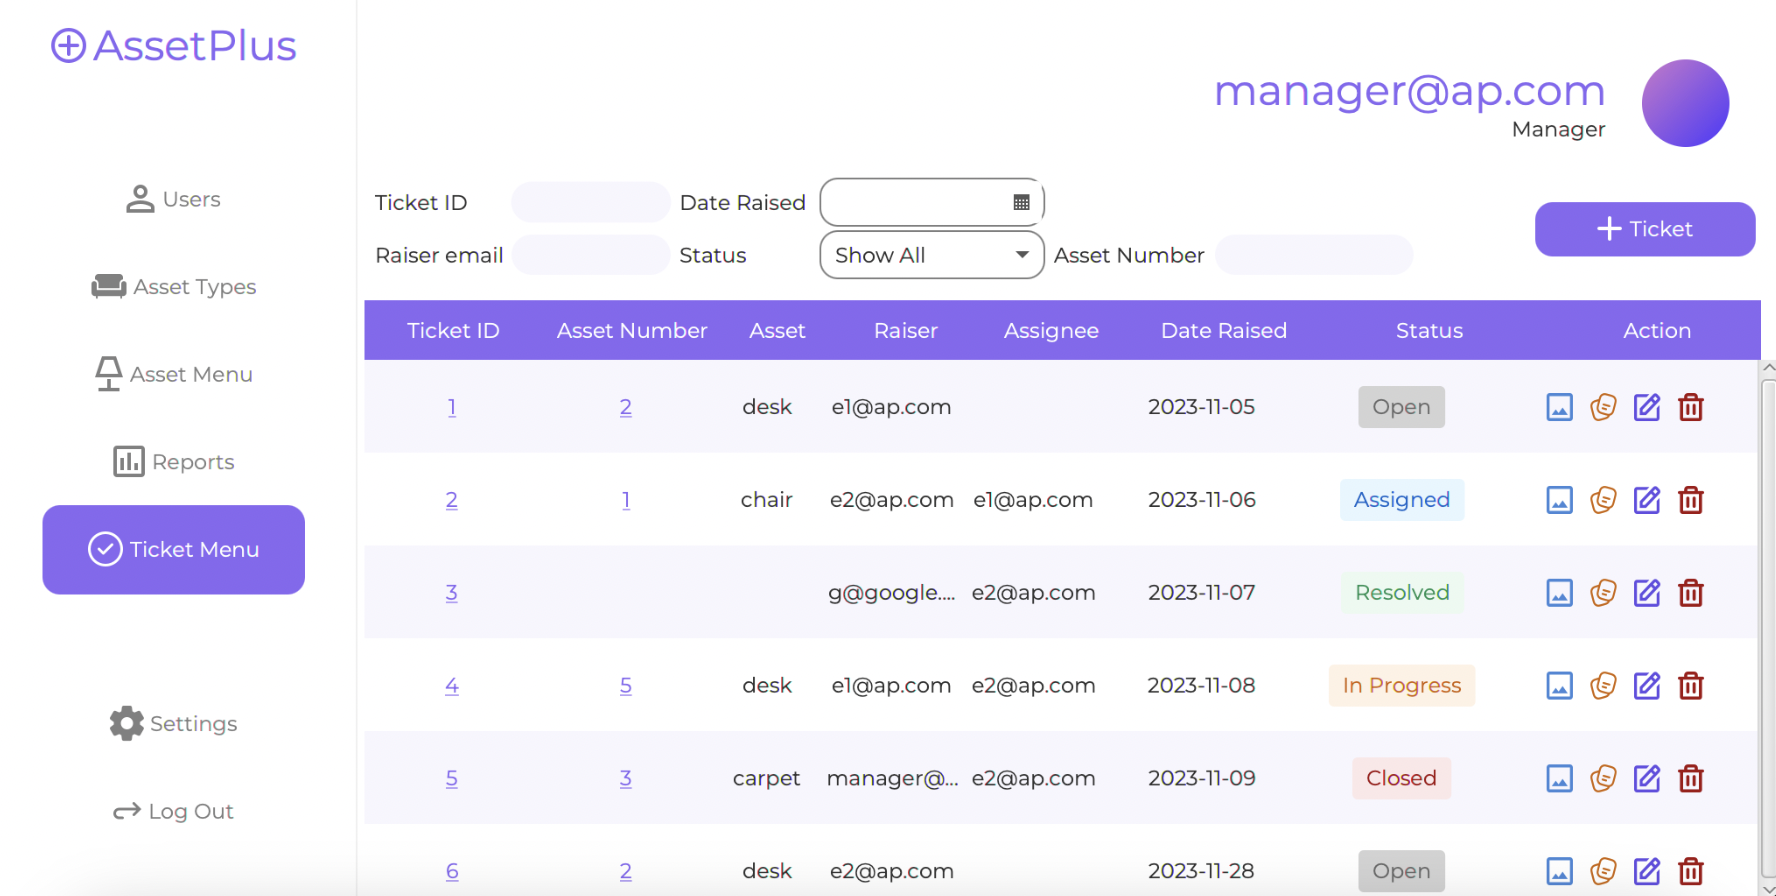 AssetPlus
manager@ap.com
Manager
Users
Asset Types
Asset Menu
Reports
Ticket Menu
Settings
Log Out
Ticket ID Date Raised
Raiser email Status Show All Asset Number
Ticket
Ticket ID Asset Number Asset Raiser Assignee Date Raised Status Action
1 2 desk e1@ap.com 2023-11-05 Open
2 1 chair e2@ap.com e1@ap.com 2023-11-06 Assigned
3 g@google.... e2@ap.com 2023-11-07 Resolved
4 5 desk e1@ap.com e2@ap.com 2023-11-08 In Progress
5 3 carpet manager@... e2@ap.com 2023-11-09 Closed
6 2 desk e2@ap.com 2023-11-28 Open